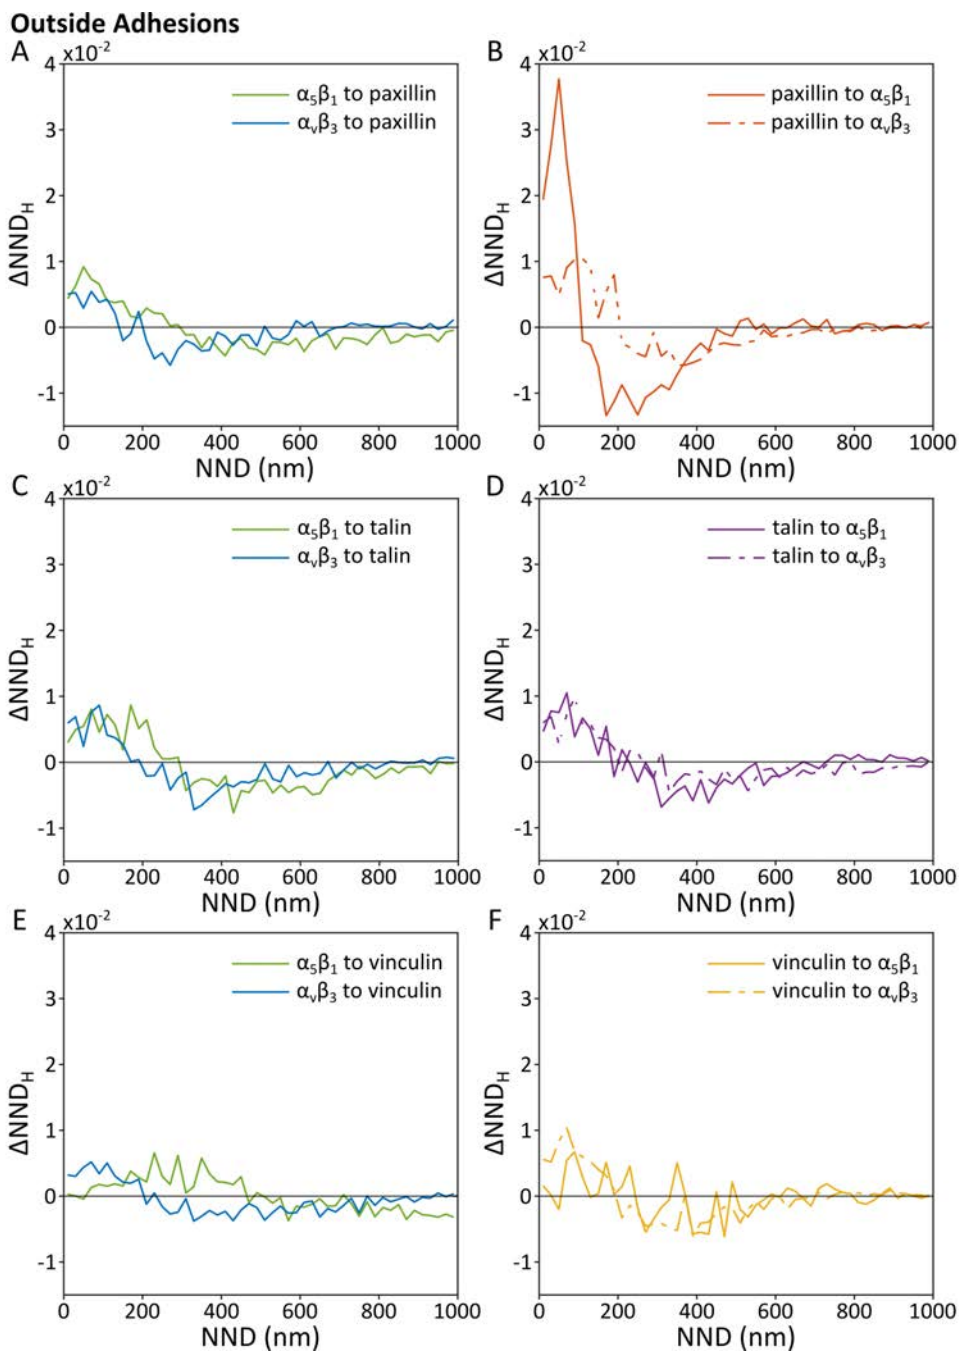 Outside Adhesions
A
x10⁻²
4
3
2
1
0
-1
ΔNND_H
α₅β₁ to paxillin
αᵥβ₃ to paxillin
0 200 400 600 800 1000
NND (nm)
B
x10⁻²
4
3
2
1
0
-1
ΔNND_H
paxillin to α₅β₁
paxillin to αᵥβ₃
0 200 400 600 800 1000
NND (nm)
C
x10⁻²
4
3
2
1
0
-1
ΔNND_H
α₅β₁ to talin
αᵥβ₃ to talin
0 200 400 600 800 1000
NND (nm)
D
x10⁻²
4
3
2
1
0
-1
ΔNND_H
talin to α₅β₁
talin to αᵥβ₃
0 200 400 600 800 1000
NND (nm)
E
x10⁻²
4
3
2
1
0
-1
ΔNND_H
α₅β₁ to vinculin
αᵥβ₃ to vinculin
0 200 400 600 800 1000
NND (nm)
F
x10⁻²
4
3
2
1
0
-1
ΔNND_H
vinculin to α₅β₁
vinculin to αᵥβ₃
0 200 400 600 800 1000
NND (nm)